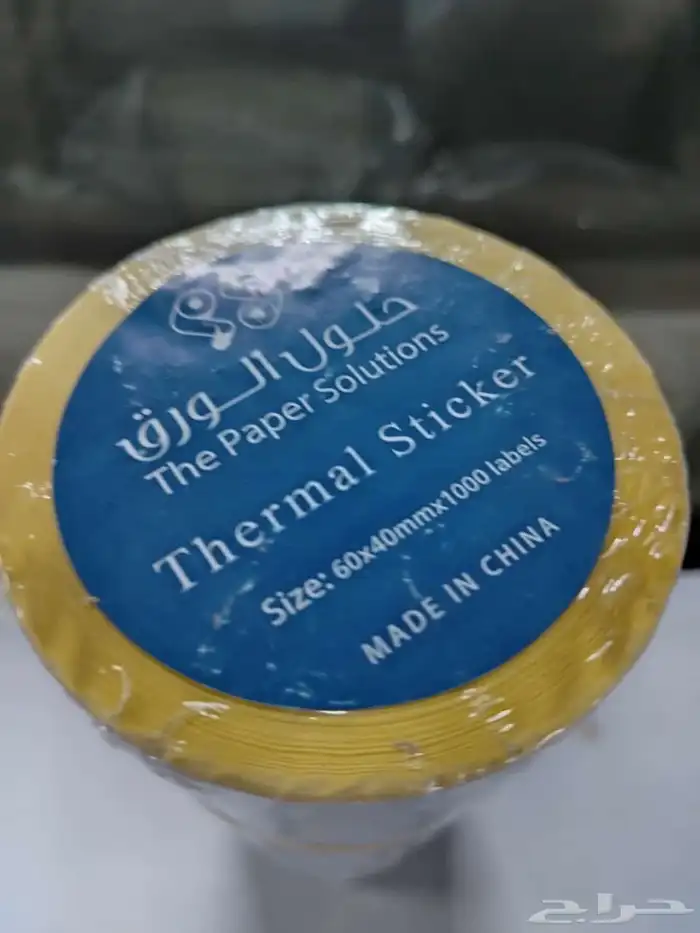 حلول الورق
The Paper Solutions
Thermal Sticker
Size: 60x40mmx1000 labels
MADE IN CHINA
حراج